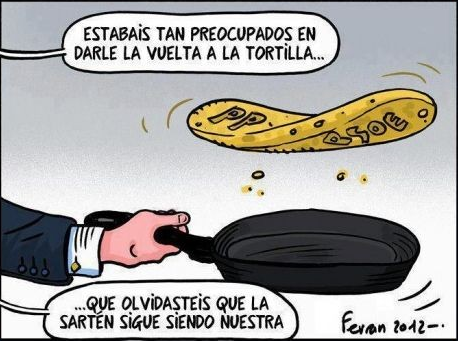 ESTABAIS TAN PREOCUPADOS EN
DARLE LA VUELTA A LA TORTILLA...
PP
PSOE
...QUE OLVIDASTEIS QUE LA
SARTÉN SIGUE SIENDO NUESTRA
Ferran 2012-.